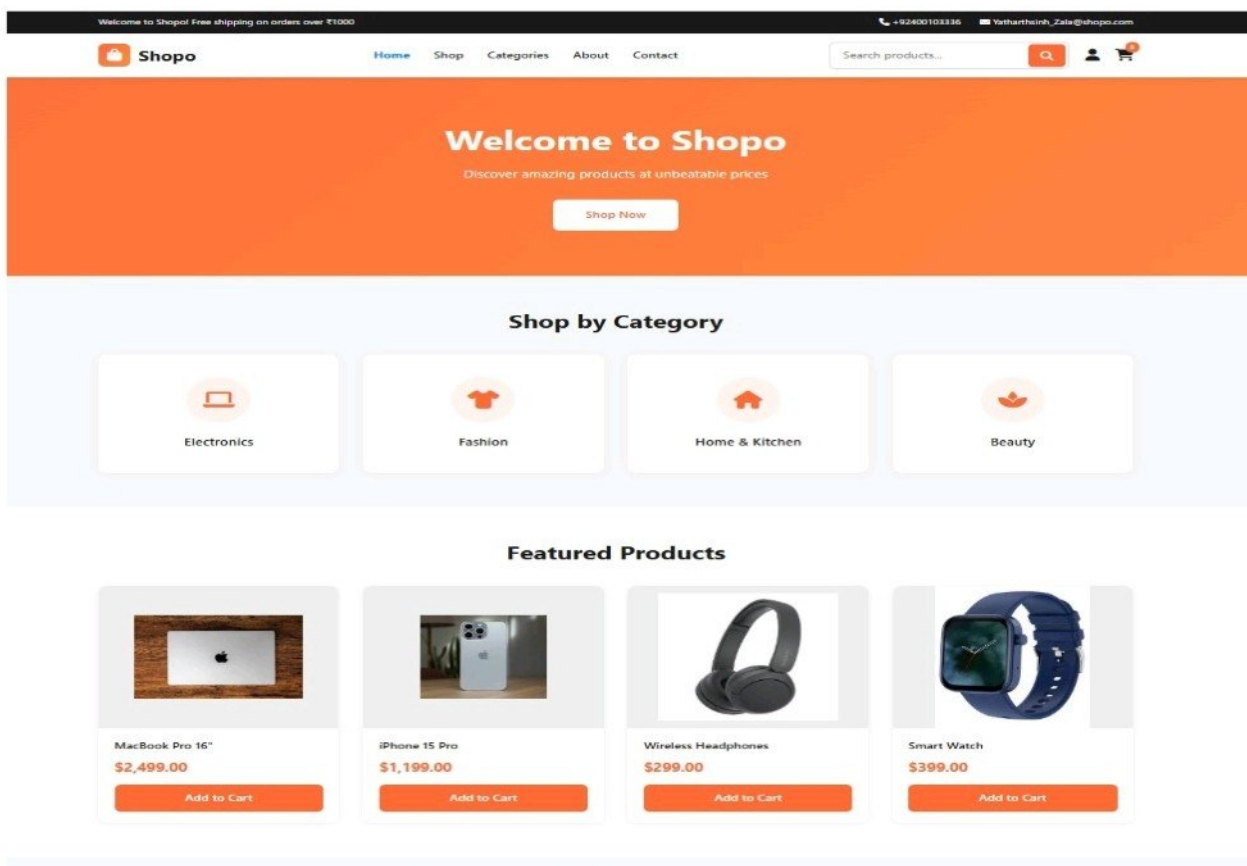 Welcome to Shopo! Free shipping on orders over ₹1000 +92400103336 Yatharthsinh_Zala@shopo.com
Shopo Home Shop Categories About Contact Search products... 0
Welcome to Shopo
Discover amazing products at unbeatable prices
Shop Now
Shop by Category
Electronics Fashion Home & Kitchen Beauty
Featured Products
MacBook Pro 16" iPhone 15 Pro Wireless Headphones Smart Watch
$2,499.00 $1,199.00 $299.00 $399.00
Add to Cart Add to Cart Add to Cart Add to Cart